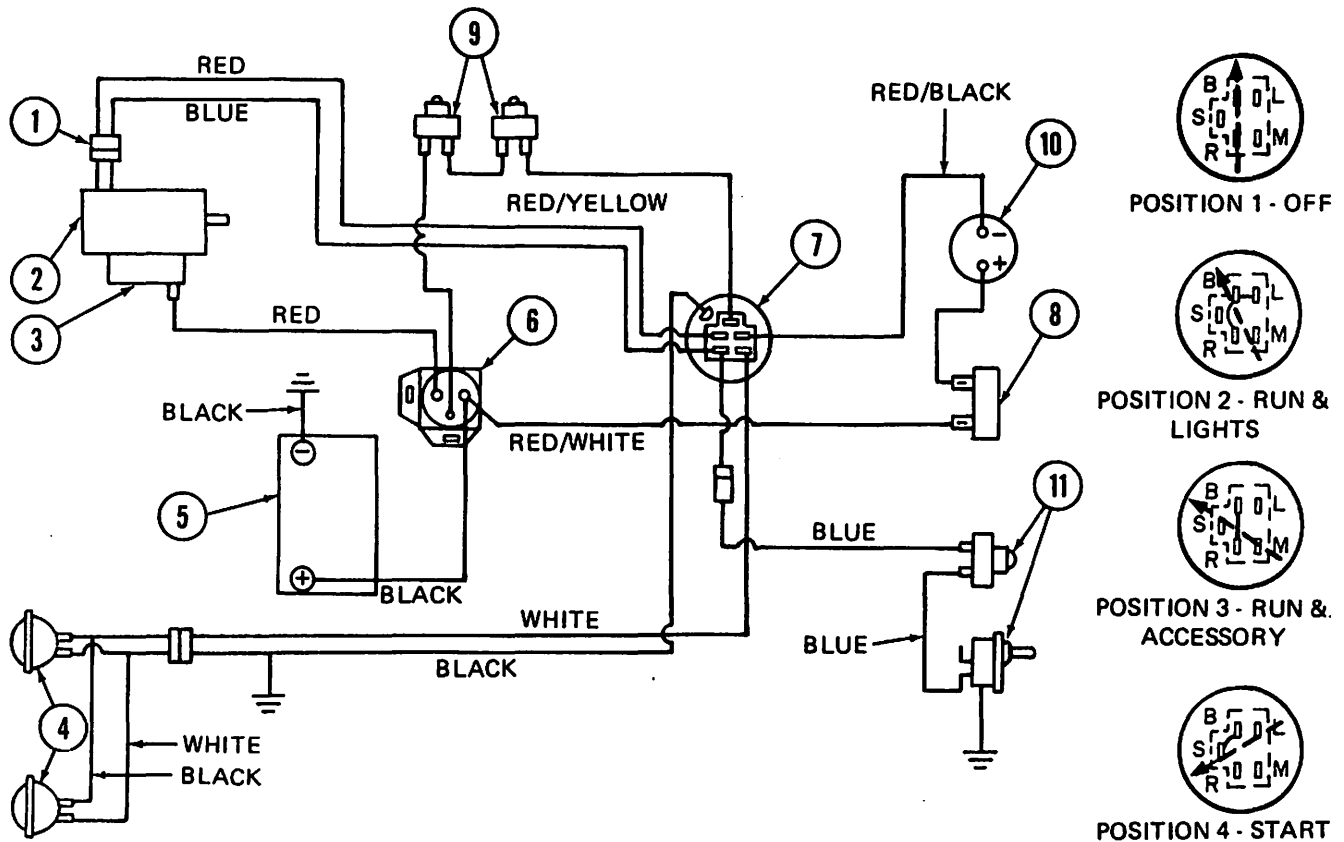 9
RED
BLUE
1
RED/BLACK
10
B
L
S
M
R
POSITION 1 - OFF
RED/YELLOW
2
7
3
RED
6
8
-
+
B
L
S
M
R
POSITION 2 - RUN &
LIGHTS
BLACK
RED/WHITE
-
5
+
BLACK
11
BLUE
B
L
S
M
R
POSITION 3 - RUN &
ACCESSORY
WHITE
BLUE
BLACK
4
WHITE
BLACK
B
L
S
M
R
POSITION 4 - START